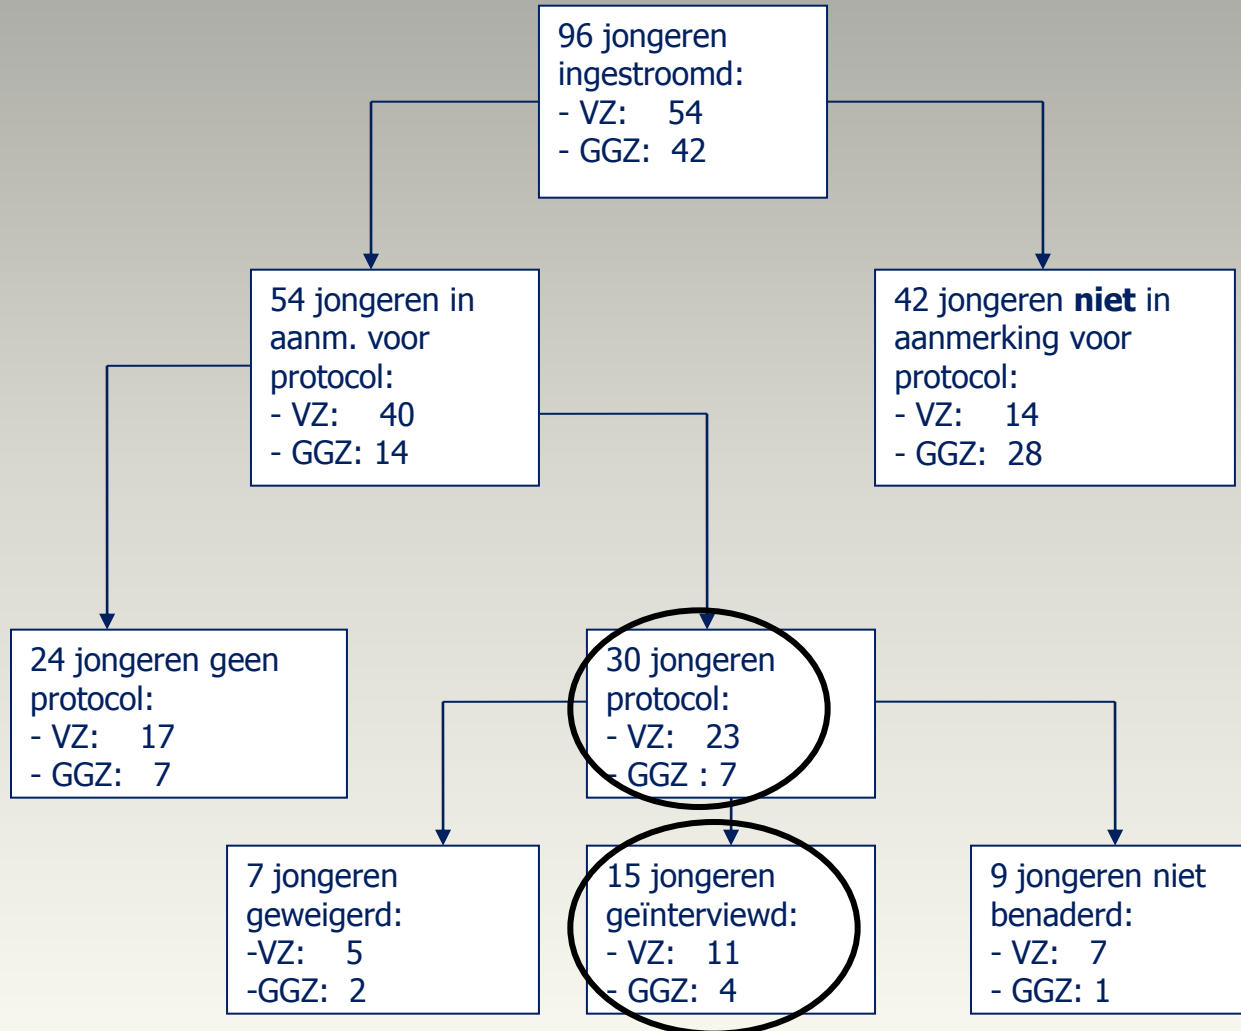 96 jongeren
ingestroomd:
- VZ: 54
- GGZ: 42
54 jongeren in
aanm. voor
protocol:
- VZ: 40
- GGZ: 14
42 jongeren niet in
aanmerking voor
protocol:
- VZ: 14
- GGZ: 28
24 jongeren geen
protocol:
- VZ: 17
- GGZ: 7
30 jongeren
protocol:
- VZ: 23
- GGZ : 7
7 jongeren
geweigerd:
-VZ: 5
-GGZ: 2
15 jongeren
geïnterviewd:
- VZ: 11
- GGZ: 4
9 jongeren niet
benaderd:
- VZ: 7
- GGZ: 1